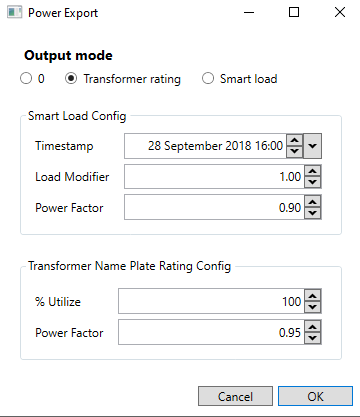 Power Export
Output mode
0 Transformer rating Smart load
Smart Load Config
Timestamp 28 September 2018 16:00
Load Modifier 1.00
Power Factor 0.90
Transformer Name Plate Rating Config
% Utilize 100
Power Factor 0.95
Cancel OK